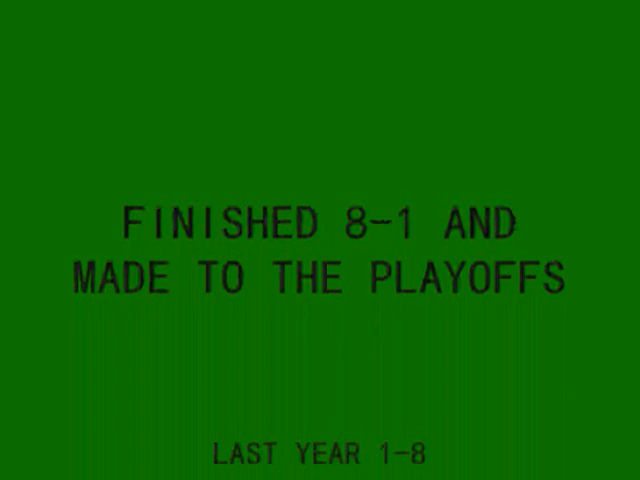 FINISHED 8-1 AND
MADE TO THE PLAYOFFS
LAST YEAR 1-8